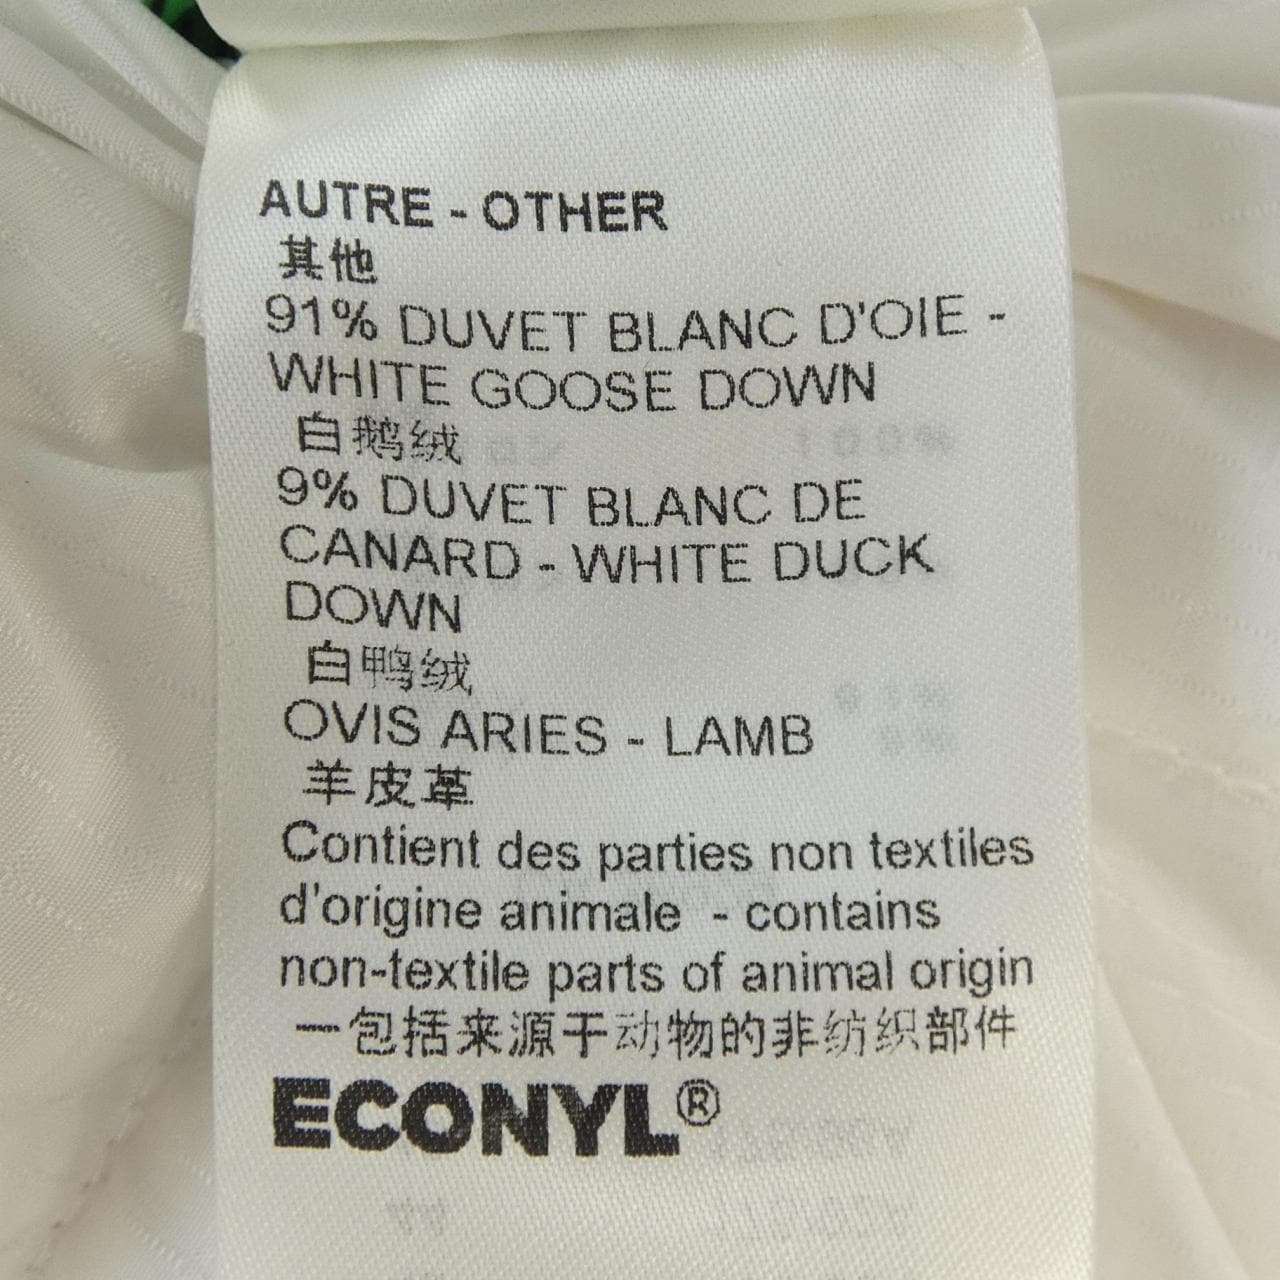 AUTRE - OTHER
其他
91% DUVET BLANC D'OIE -
WHITE GOOSE DOWN
白鹅绒
9% DUVET BLANC DE
CANARD - WHITE DUCK
DOWN
白鸭绒
OVIS ARIES - LAMB
羊皮革
Contient des parties non textiles
d'origine animale - contains
non-textile parts of animal origin
一包括来源于动物的非纺织部件
ECONYL®